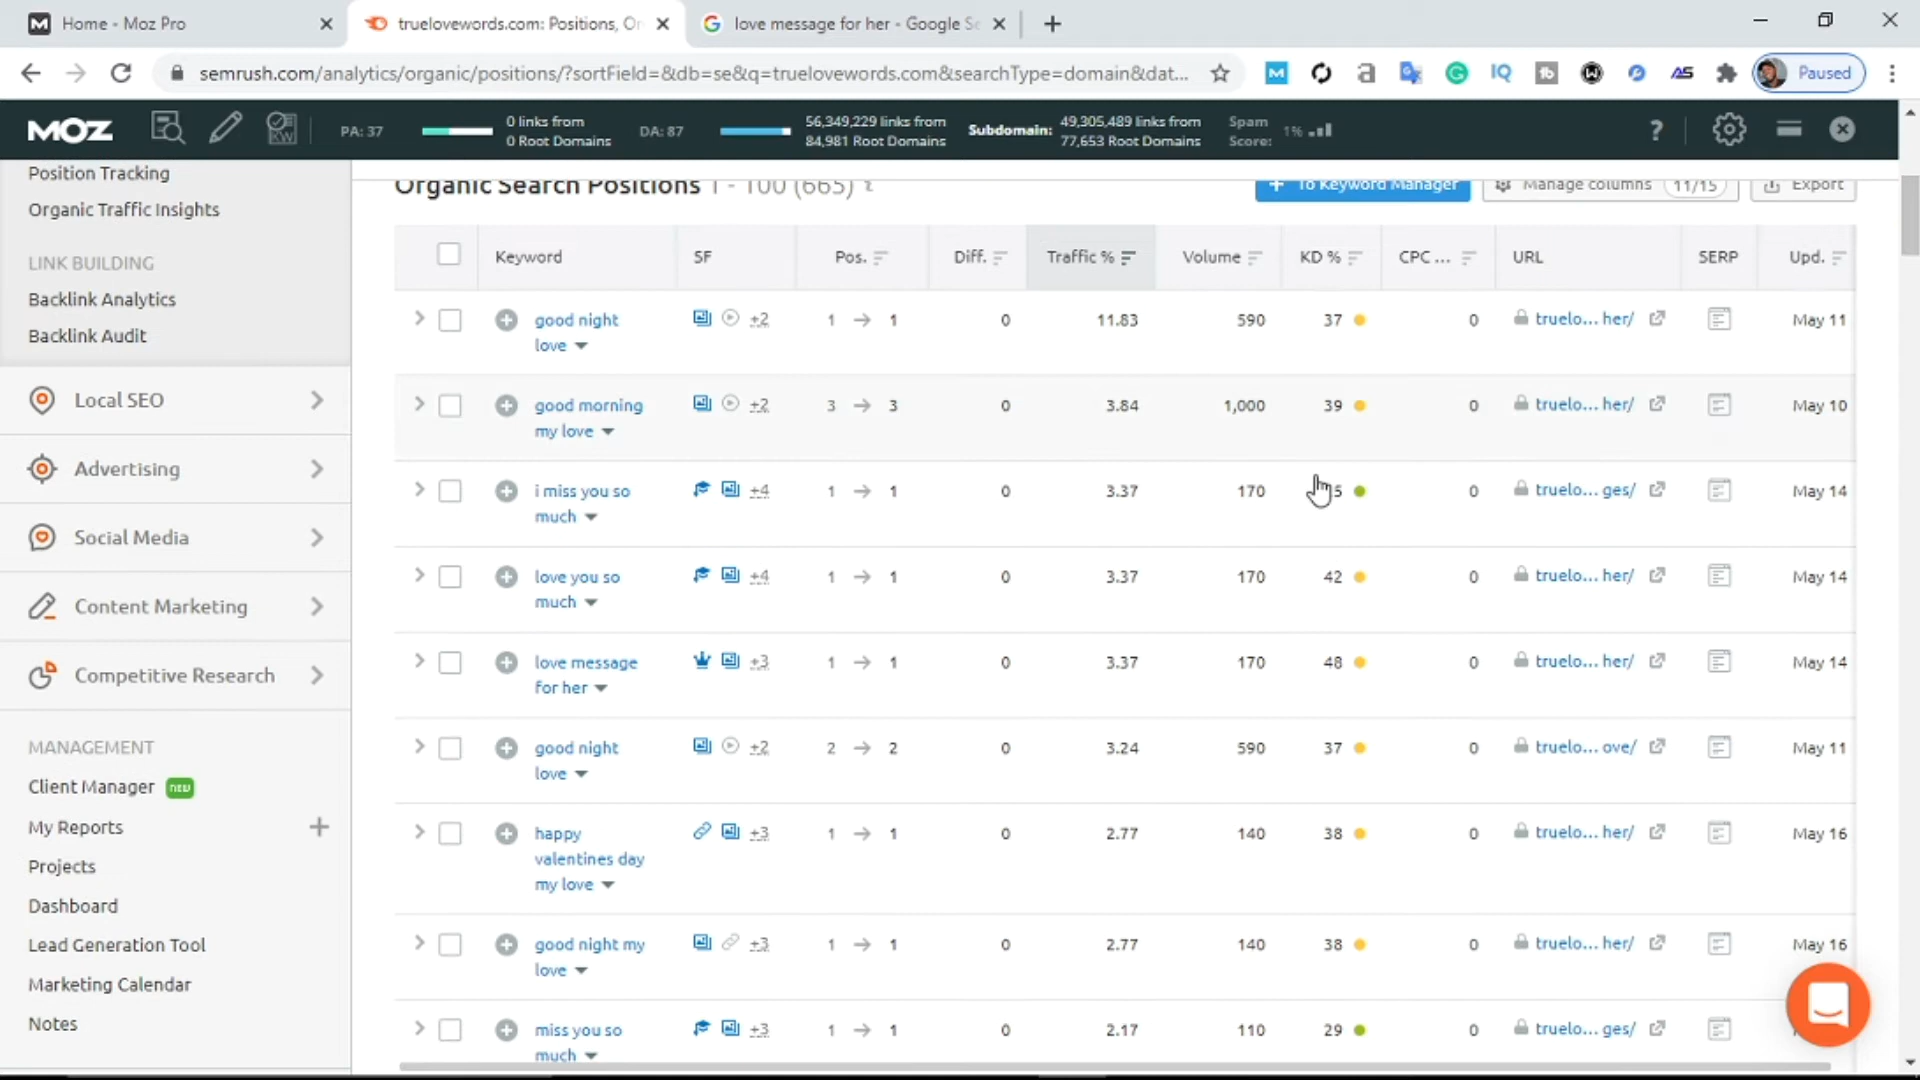 Home - Moz Pro
truelovewords.com: Positions, Or
love message for her - Google Se
semrush.com/analytics/organic/positions/?sortField=&db=se&q=truelovewords.com&searchType=domain&dat...
Paused
MOZ
PA: 37
0 links from
0 Root Domains
DA: 87
56,349,229 links from
84,981 Root Domains
Subdomain:
49,305,489 links from
77,653 Root Domains
Spam
Score:
1%
Position Tracking
Organic Traffic Insights
LINK BUILDING
Backlink Analytics
Backlink Audit
Local SEO
Advertising
Social Media
Content Marketing
Competitive Research
MANAGEMENT
Client Manager new
My Reports
Projects
Dashboard
Lead Generation Tool
Marketing Calendar
Notes
Organic Search Positions 1 - 100 (665)
+ To Keyword Manager
Manage columns 11/15
Export
Keyword SF Pos. Diff. Traffic % Volume KD % CPC ... URL SERP Upd.
good night
love
+2 1 → 1 0 11.83 590 37 0 truelo... her/ May 11
good morning
my love
+2 3 → 3 0 3.84 1,000 39 0 truelo... her/ May 10
i miss you so
much
+4 1 → 1 0 3.37 170 5 0 truelo... ges/ May 14
love you so
much
+4 1 → 1 0 3.37 170 42 0 truelo... her/ May 14
love message
for her
+3 1 → 1 0 3.37 170 48 0 truelo... her/ May 14
good night
love
+2 2 → 2 0 3.24 590 37 0 truelo... ove/ May 11
happy
valentines day
my love
+3 1 → 1 0 2.77 140 38 0 truelo... her/ May 16
good night my
love
+3 1 → 1 0 2.77 140 38 0 truelo... her/ May 16
miss you so
much
+3 1 → 1 0 2.17 110 29 0 truelo... ges/